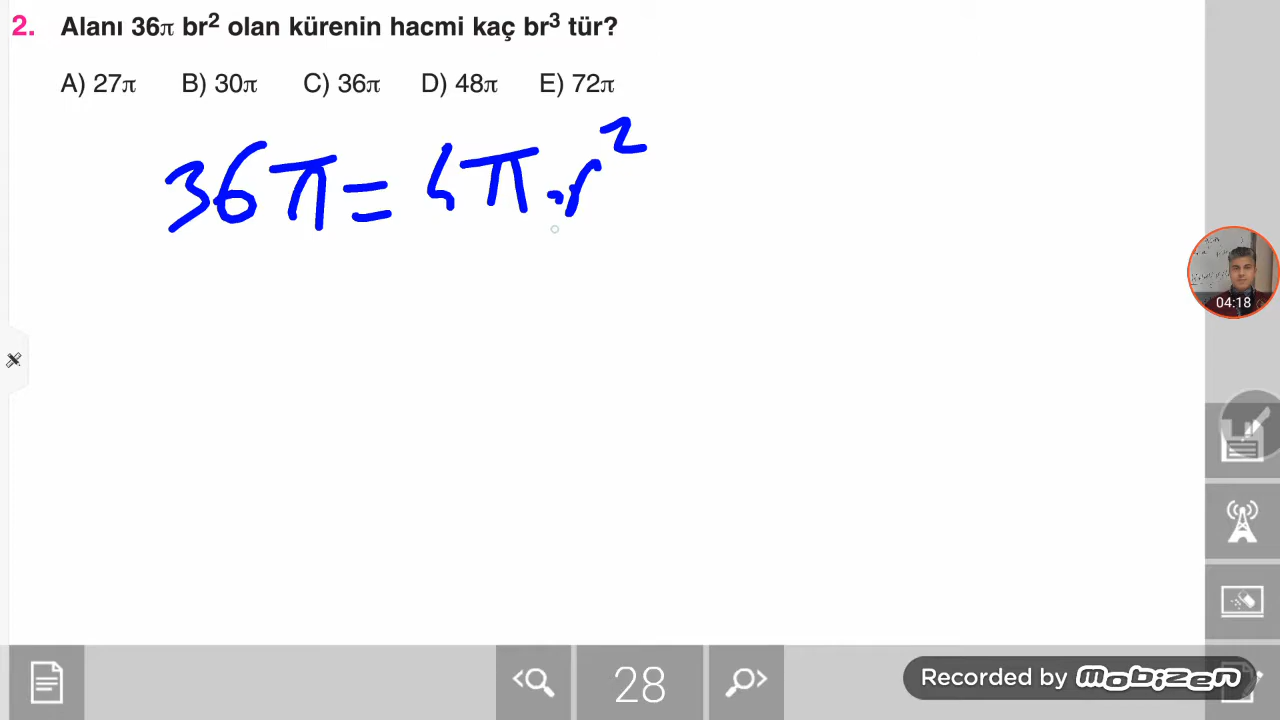 2. Alanı 36π br² olan kürenin hacmi kaç br³ tür?
A) 27π B) 30π C) 36π D) 48π E) 72π
36π = 4π.r²
04:18
28
Recorded by mobizen